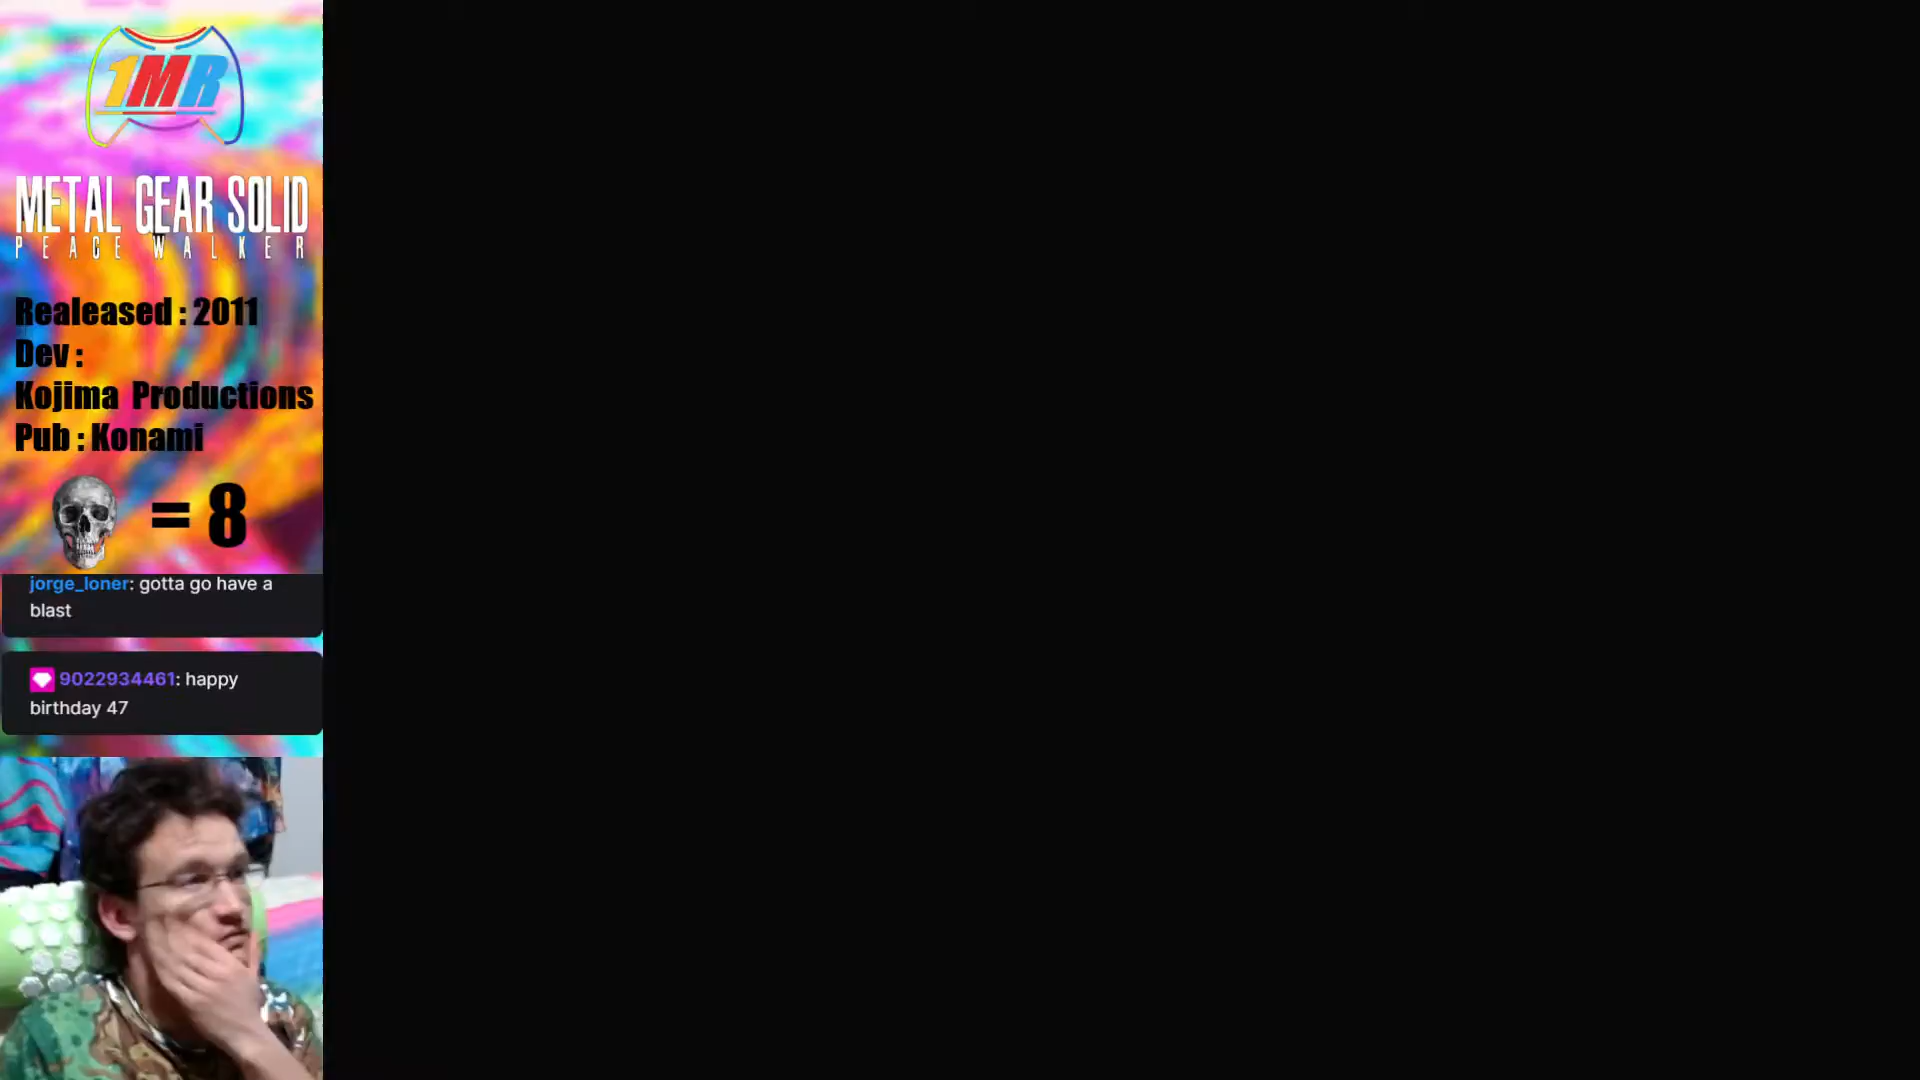 1MR
METAL GEAR SOLID
PEACE WALKER
Realeased : 2011
Dev :
Kojima Productions
Pub : Konami
= 8
jorge_loner: gotta go have a
blast
9022934461: happy
birthday 47